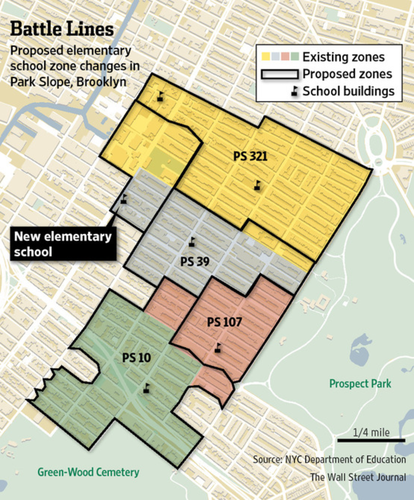 Battle Lines
Proposed elementary
school zone changes in
Park Slope, Brooklyn
Existing zones
Proposed zones
School buildings
PS 321
New elementary
school
PS 39
PS 107
PS 10
Prospect Park
1/4 mile
Green-Wood Cemetery
Source: NYC Department of Education
The Wall Street Journal